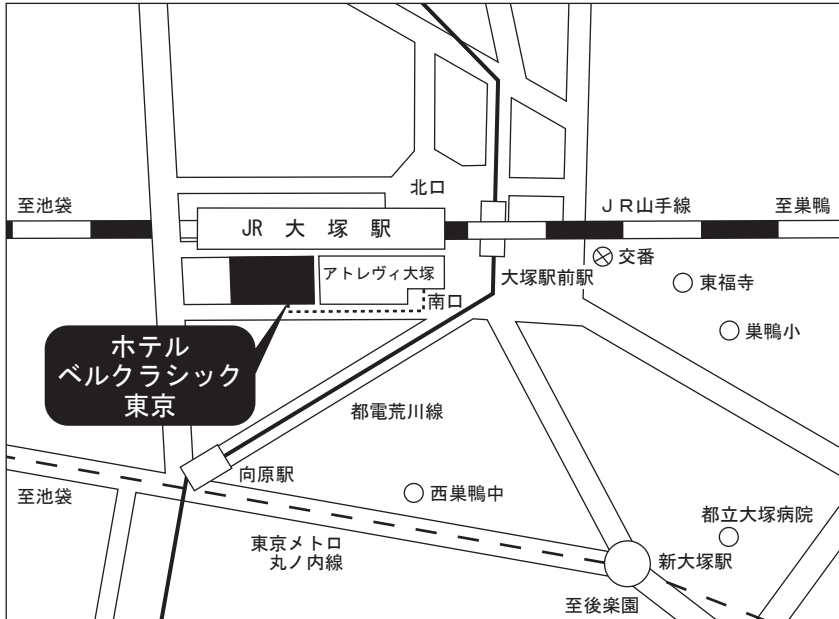 北口
至池袋
JR山手線
至巣鴨
JR 大塚駅
交番
アトレヴィ大塚
大塚駅前駅
東福寺
南口
巣鴨小
ホテル
ベルクラシック
東京
都電荒川線
向原駅
至池袋
西巣鴨中
都立大塚病院
東京メトロ
丸ノ内線
新大塚駅
至後楽園